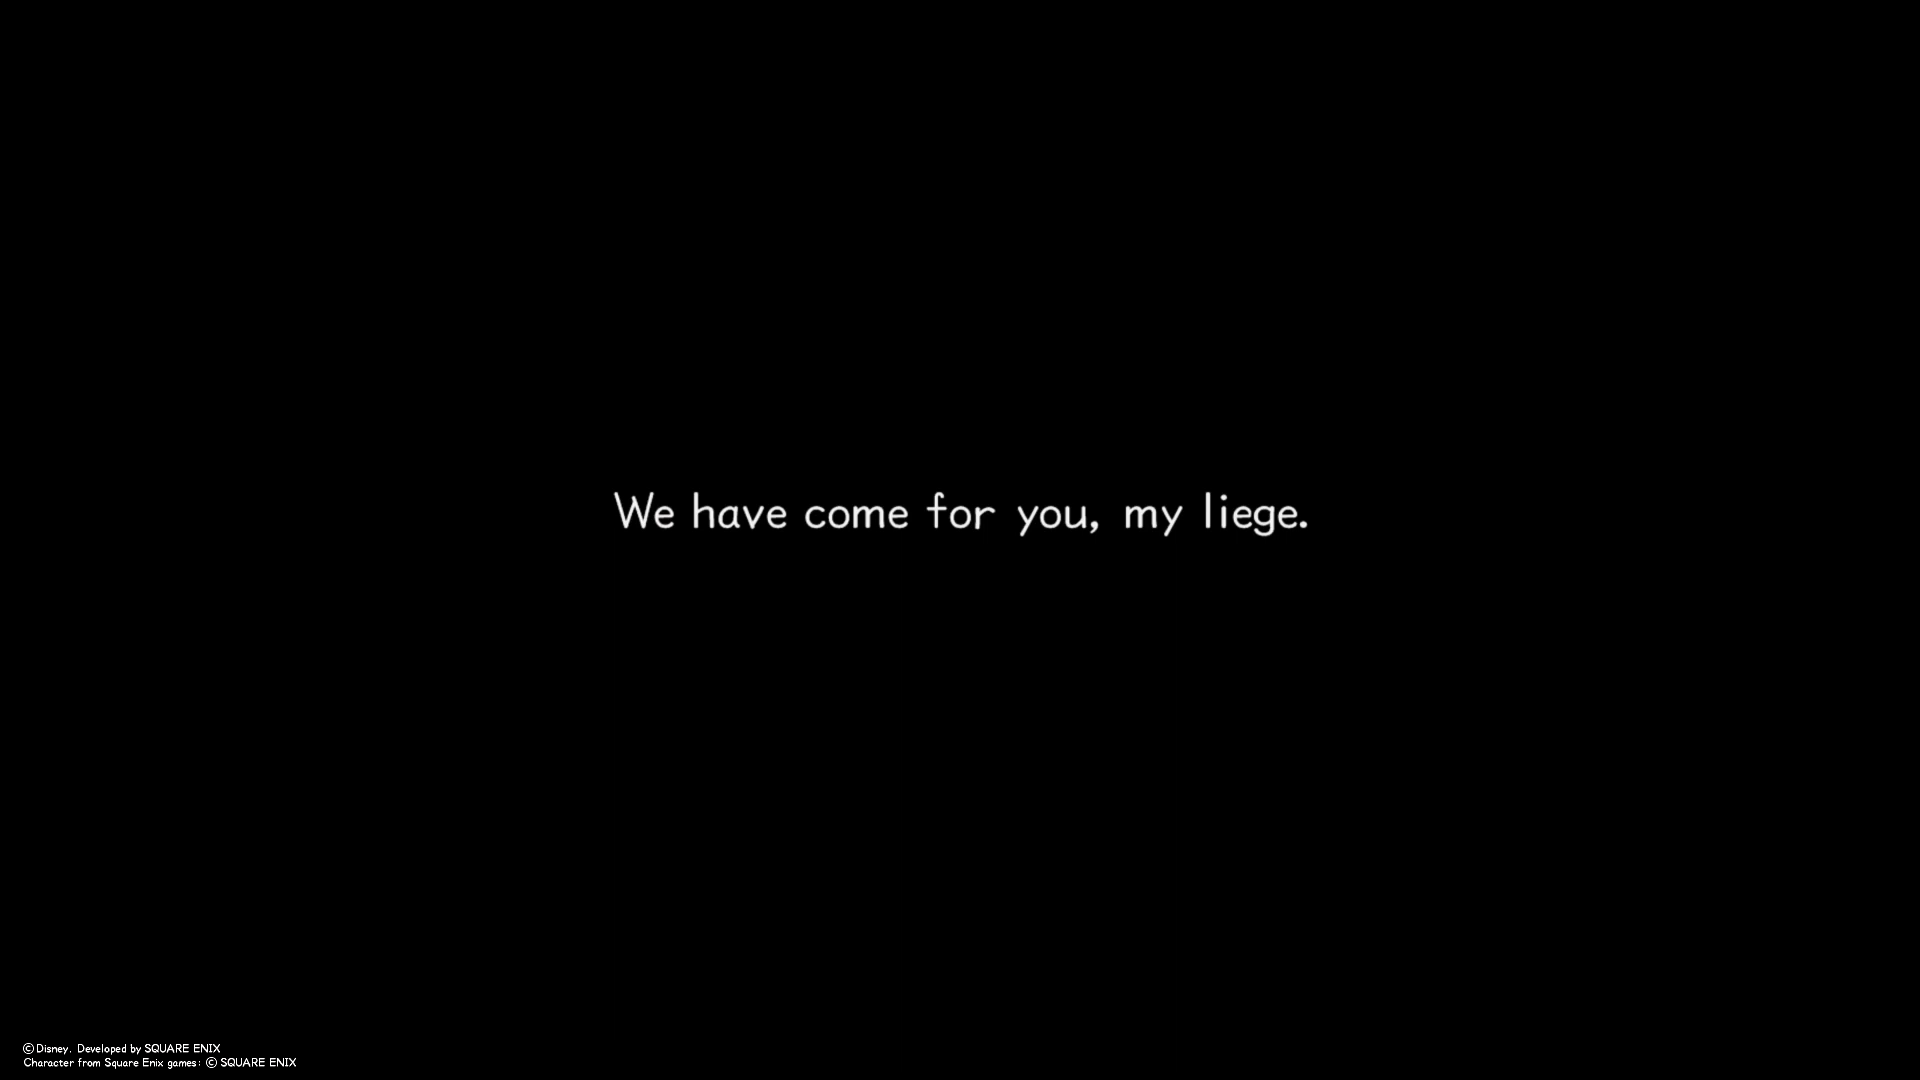 We have come for you, my liege.
© Disney. Developed by SQUARE ENIX
Character from Square Enix games: © SQUARE ENIX